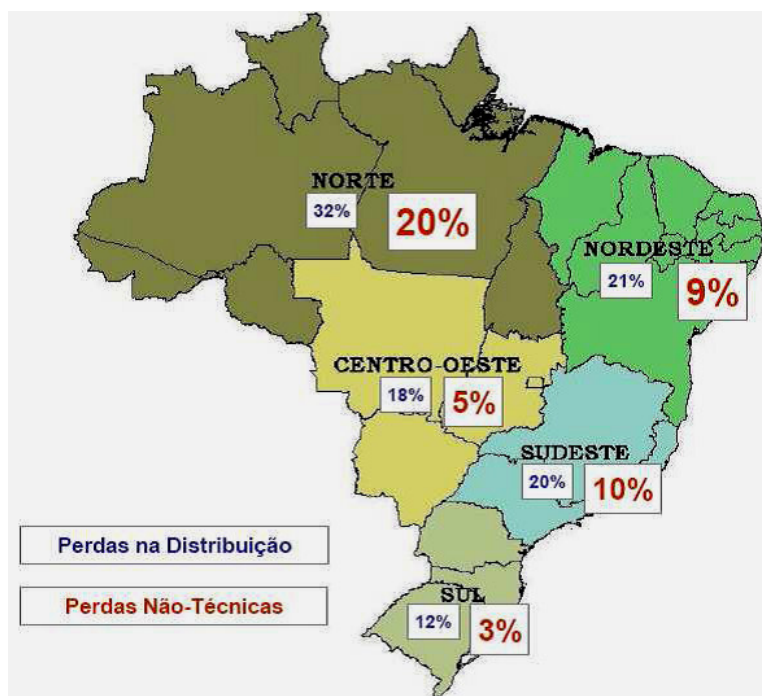 NORTE
32%
20%
NORDESTE
21%
9%
CENTRO-OESTE
18%
5%
SUDESTE
20%
10%
Perdas na Distribuição
Perdas Não-Técnicas
SUL
12%
3%